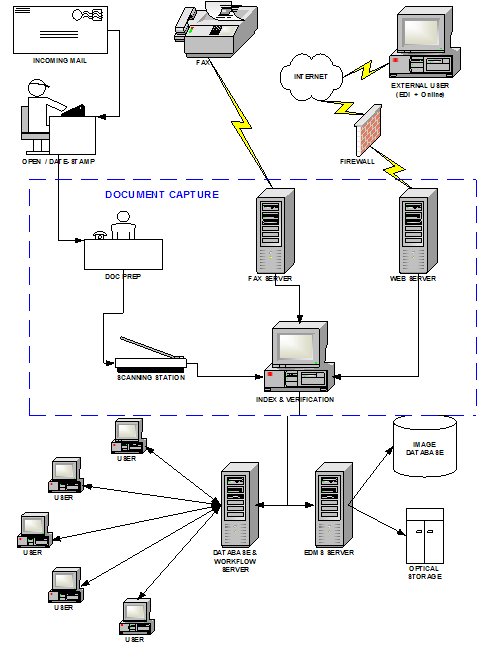 INCOMING MAIL
FAX
INTERNET
EXTERNAL USER
(EDI + Online)
OPEN / DATE-STAMP
FIREWALL
DOCUMENT CAPTURE
DOC PREP
FAX SERVER
WEB SERVER
SCANNING STATION
INDEX & VERIFICATION
IMAGE
DATABASE
USER
USER
USER
USER
USER
DATABASE &
WORKFLOW
SERVER
EDMS SERVER
OPTICAL
STORAGE